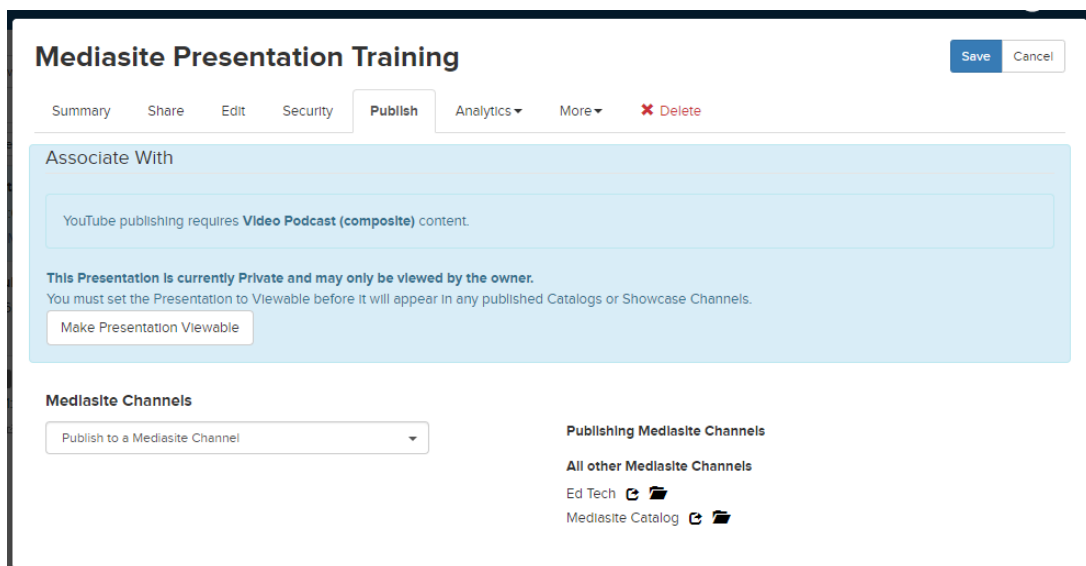 Mediasite Presentation Training
Save Cancel
Summary Share Edit Security Publish Analytics More Delete
Associate With
YouTube publishing requires Video Podcast (composite) content.
This Presentation is currently Private and may only be viewed by the owner.
You must set the Presentation to Viewable before it will appear in any published Catalogs or Showcase Channels.
Make Presentation Viewable
Mediasite Channels
Publish to a Mediasite Channel
Publishing Mediasite Channels
All other Mediasite Channels
Ed Tech
Mediasite Catalog